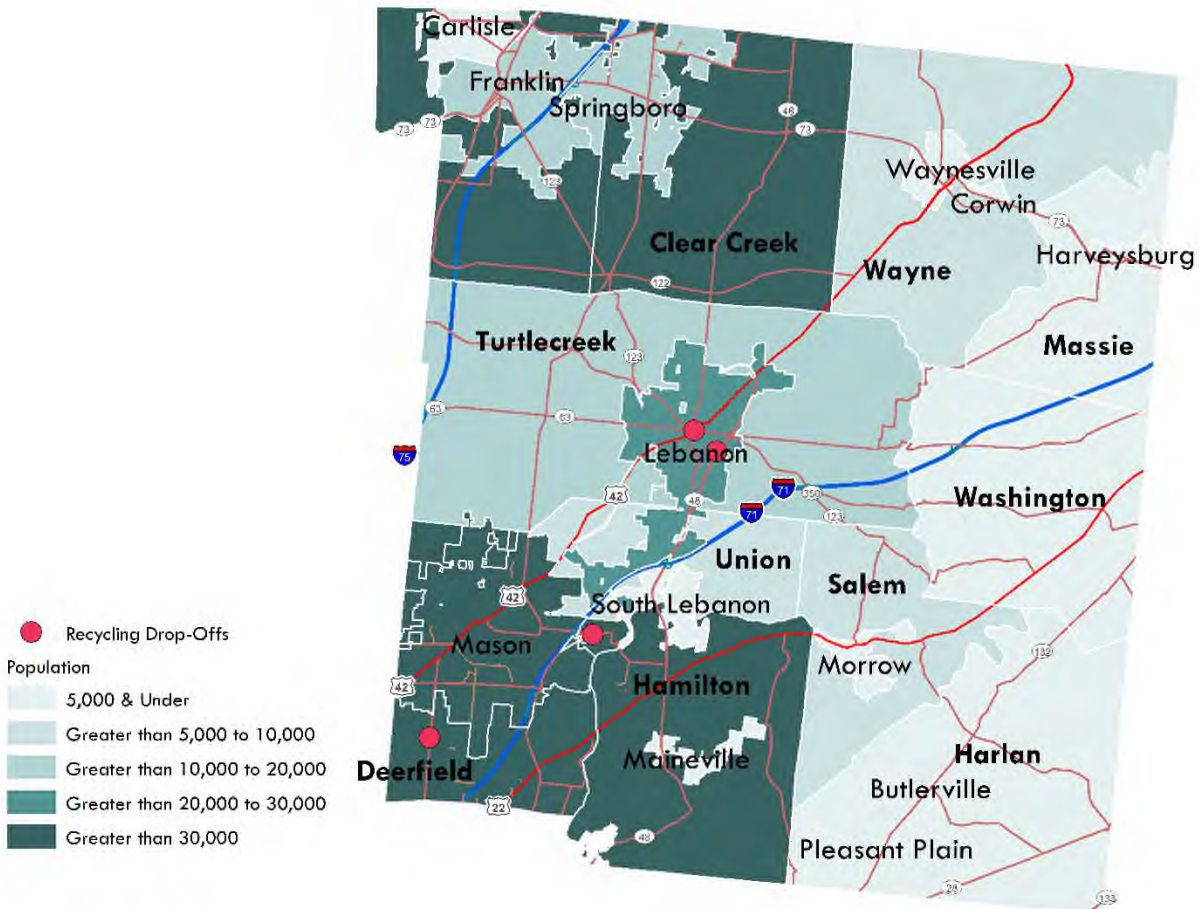 Carlisle
Franklin
Springboro
73
73
46
73
123
Waynesville
Corwin
73
Clear Creek
Wayne
Harveysburg
122
Turtlecreek
123
Massie
63
63
Lebanon
75
42
48
71
350
71
123
Washington
Union
Salem
42
South Lebanon
Mason
Morrow
132
42
Hamilton
Deerfield
Maineville
Harlan
Butlerville
22
48
Pleasant Plain
28
133
Recycling Drop-Offs
Population
5,000 & Under
Greater than 5,000 to 10,000
Greater than 10,000 to 20,000
Greater than 20,000 to 30,000
Greater than 30,000